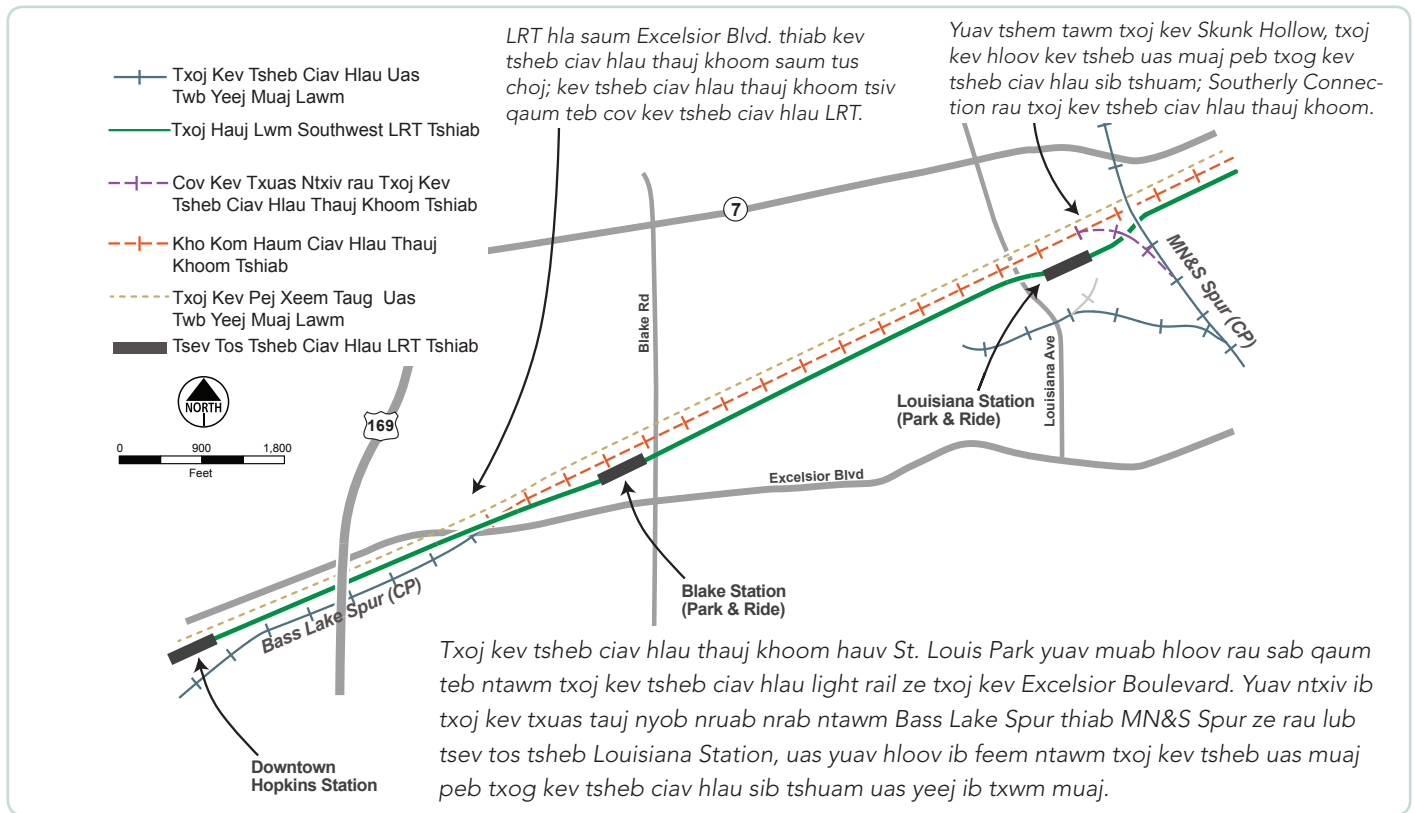 LRT hla saum Excelsior Blvd. thiab kev
tsheb ciav hlau thauj khoom saum tus
choj; kev tsheb ciav hlau thauj khoom tsiv
qaum teb cov kev tsheb ciav hlau LRT.
Yuav tshem tawm txoj kev Skunk Hollow, txoj
kev hloov kev tsheb uas muaj peb txog kev
tsheb ciav hlau sib tshuam; Southerly Connec-
tion rau txoj kev tsheb ciav hlau thauj khoom.
Txoj Kev Tsheb Ciav Hlau Uas
Twb Yeej Muaj Lawm
Txoj Hauj Lwm Southwest LRT Tshiab
Cov Kev Txuas Ntxiv rau Txoj Kev
Tsheb Ciav Hlau Thauj Khoom Tshiab
Kho Kom Haum Ciav Hlau Thauj
Khoom Tshiab
Txoj Kev Pej Xeem Taug Uas
Twb Yeej Muaj Lawm
Tsev Tos Tsheb Ciav Hlau LRT Tshiab
NORTH
0 900 1,800
Feet
169
7
Blake Rd
MN&S Spur (CP)
Louisiana Ave
Louisiana Station
(Park & Ride)
Excelsior Blvd
Blake Station
(Park & Ride)
Bass Lake Spur (CP)
Downtown
Hopkins Station
Txoj kev tsheb ciav hlau thauj khoom hauv St. Louis Park yuav muab hloov rau sab qaum
teb ntawm txoj kev tsheb ciav hlau light rail ze txoj kev Excelsior Boulevard. Yuav ntxiv ib
txoj kev txuas tauj nyob nruab nrab ntawm Bass Lake Spur thiab MN&S Spur ze rau lub
tsev tos tsheb Louisiana Station, uas yuav hloov ib feem ntawm txoj kev tsheb uas muaj
peb txog kev tsheb ciav hlau sib tshuam uas yeej ib txwm muaj.